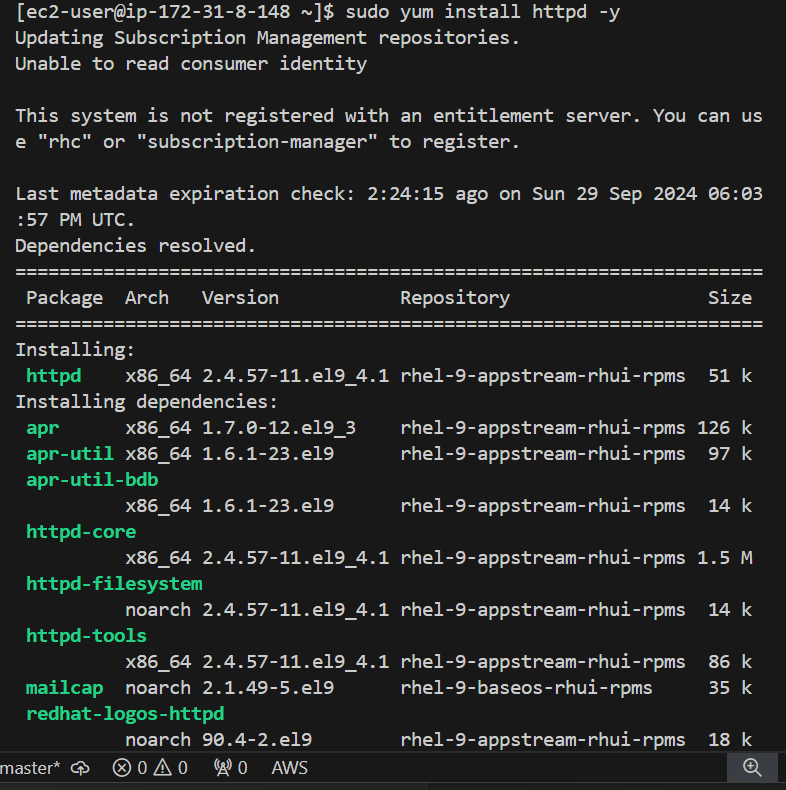 [ec2-user@ip-172-31-8-148 ~]$ sudo yum install httpd -y
Updating Subscription Management repositories.
Unable to read consumer identity
This system is not registered with an entitlement server. You can us
e "rhc" or "subscription-manager" to register.
Last metadata expiration check: 2:24:15 ago on Sun 29 Sep 2024 06:03
:57 PM UTC.
Dependencies resolved.
====================================================================
Package Arch Version Repository Size
====================================================================
Installing:
httpd x86_64 2.4.57-11.el9_4.1 rhel-9-appstream-rhui-rpms 51 k
Installing dependencies:
apr x86_64 1.7.0-12.el9_3 rhel-9-appstream-rhui-rpms 126 k
apr-util x86_64 1.6.1-23.el9 rhel-9-appstream-rhui-rpms 97 k
apr-util-bdb
x86_64 1.6.1-23.el9 rhel-9-appstream-rhui-rpms 14 k
httpd-core
x86_64 2.4.57-11.el9_4.1 rhel-9-appstream-rhui-rpms 1.5 M
httpd-filesystem
noarch 2.4.57-11.el9_4.1 rhel-9-appstream-rhui-rpms 14 k
httpd-tools
x86_64 2.4.57-11.el9_4.1 rhel-9-appstream-rhui-rpms 86 k
mailcap noarch 2.1.49-5.el9 rhel-9-baseos-rhui-rpms 35 k
redhat-logos-httpd
noarch 90.4-2.el9 rhel-9-appstream-rhui-rpms 18 k
master* 0 0 0 AWS